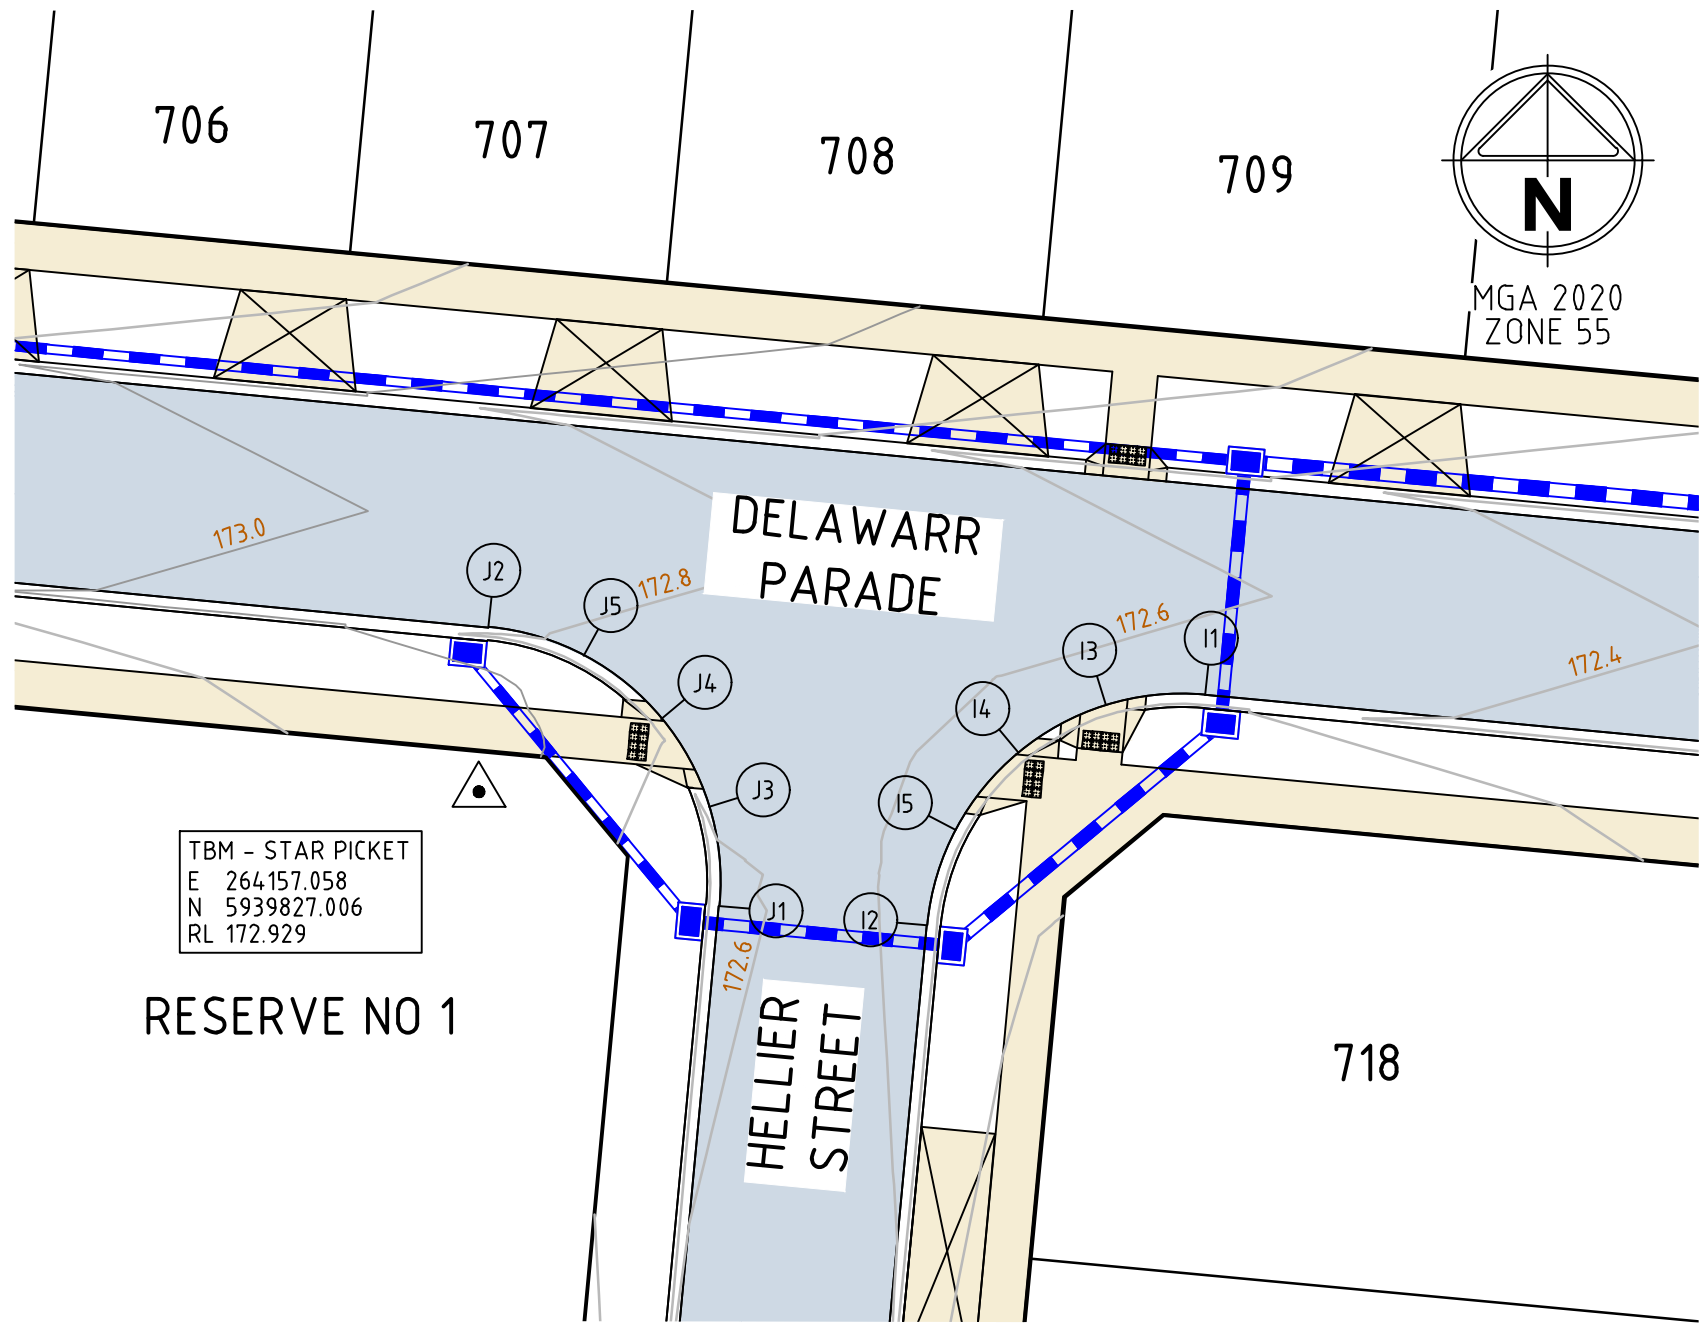 706
707
708
709
N
MGA 2020
ZONE 55
DELAWARR
PARADE
173.0
J2
J5
172.8
172.6
I1
I3
172.4
J4
I4
J3
I5
TBM - STAR PICKET
E 264157.058
N 5939827.006
RL 172.929
J1
I2
172.6
RESERVE NO 1
HELLIER
STREET
718